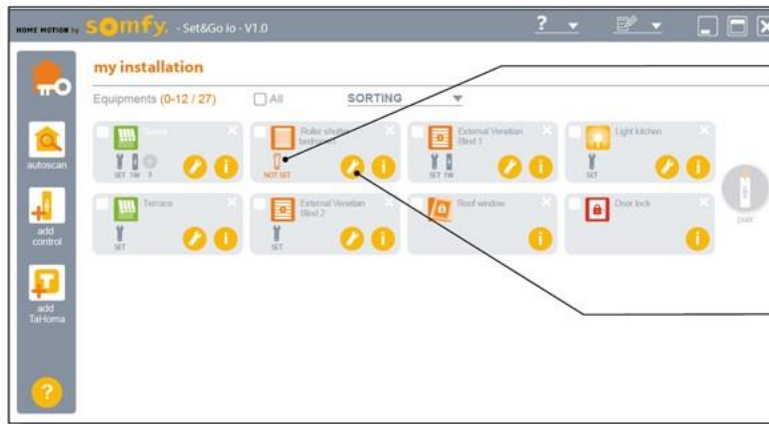 HOME MOTION by somfy. - Set&Go io - V1.0
?
my installation
Equipments (0-12 / 27)
All
SORTING
autoscan
add
control
add
TaHoma
?
SET 1W 3
i
Roller shutter
bedroom 1
NOT SET
i
External Venetian
Blind 1
SET 1W
i
Light kitchen
SET
i
Terrace
SET
i
External Venetian
Blind 2
SET
i
Roof window
i
Door lock
i
pair